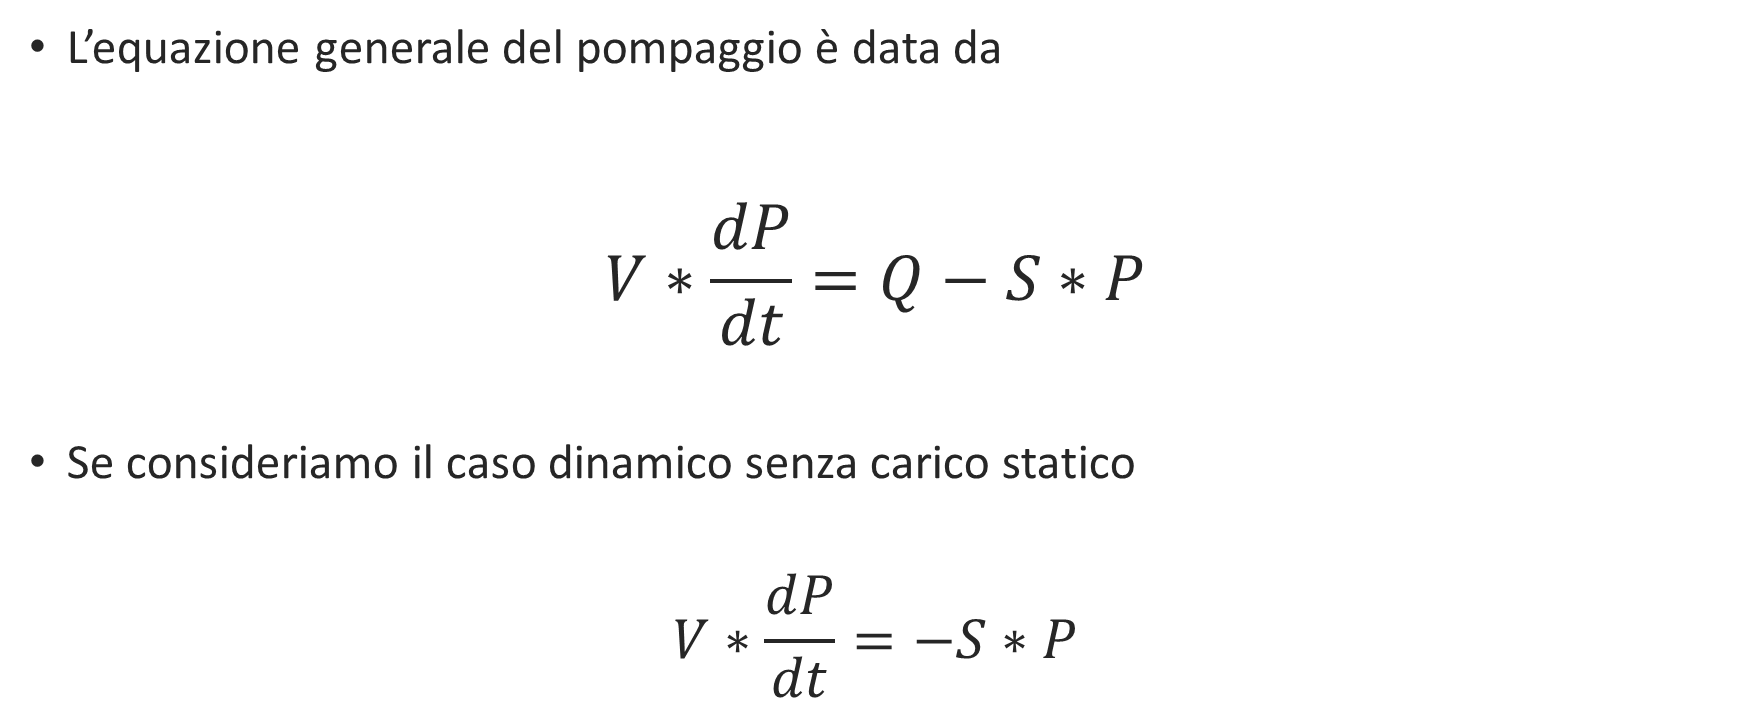 • L’equazione generale del pompaggio è data da
V ∗ dP/dt = Q − S ∗ P
• Se consideriamo il caso dinamico senza carico statico
V ∗ dP/dt = −S ∗ P